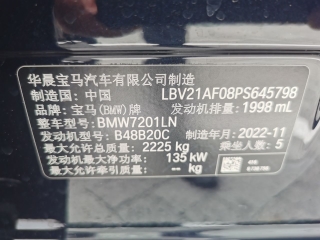 华晨宝马汽车有限公司制造
制造国：中国 LBV21AF08PS645798
品牌：宝马(BMW)牌 发动机排量：1998 mL
整车型号：BMW7201LN
发动机型号：B48B20C 制造年月：2022-11
最大允许总质量：2225 kg 乘坐人数：5
发动机最大净功率：135 kW
最大允许牵引质量：-- kg